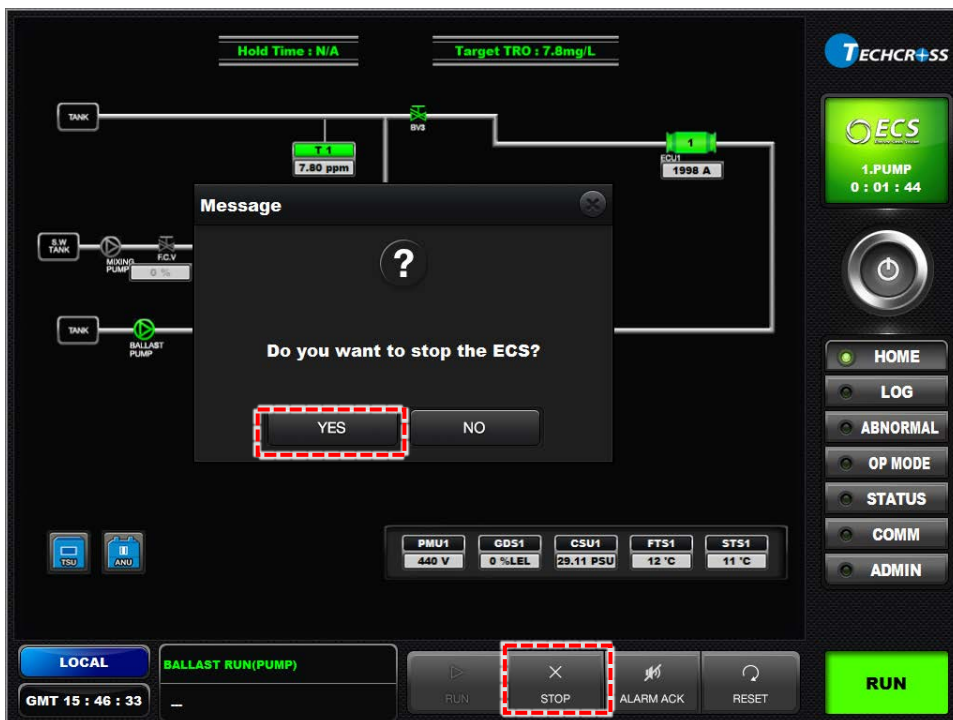 Hold Time : N/A
Target TRO : 7.8mg/L
TECHCROSS
TANK
BV3
T 1
7.80 ppm
1
ECU1
1998 A
ECS
1.PUMP
0 : 01 : 44
Message
?
Do you want to stop the ECS?
YES
NO
S.W
TANK
MIXING
PUMP
F.C.V
0 %
TANK
BALLAST
PUMP
HOME
LOG
ABNORMAL
OP MODE
STATUS
COMM
ADMIN
TSU
ANU
PMU1
GDS1
CSU1
FTS1
STS1
440 V
0 %LEL
29.11 PSU
12 'C
11 'C
LOCAL
BALLAST RUN(PUMP)
GMT 15 : 46 : 33
--
RUN
STOP
ALARM ACK
RESET
RUN